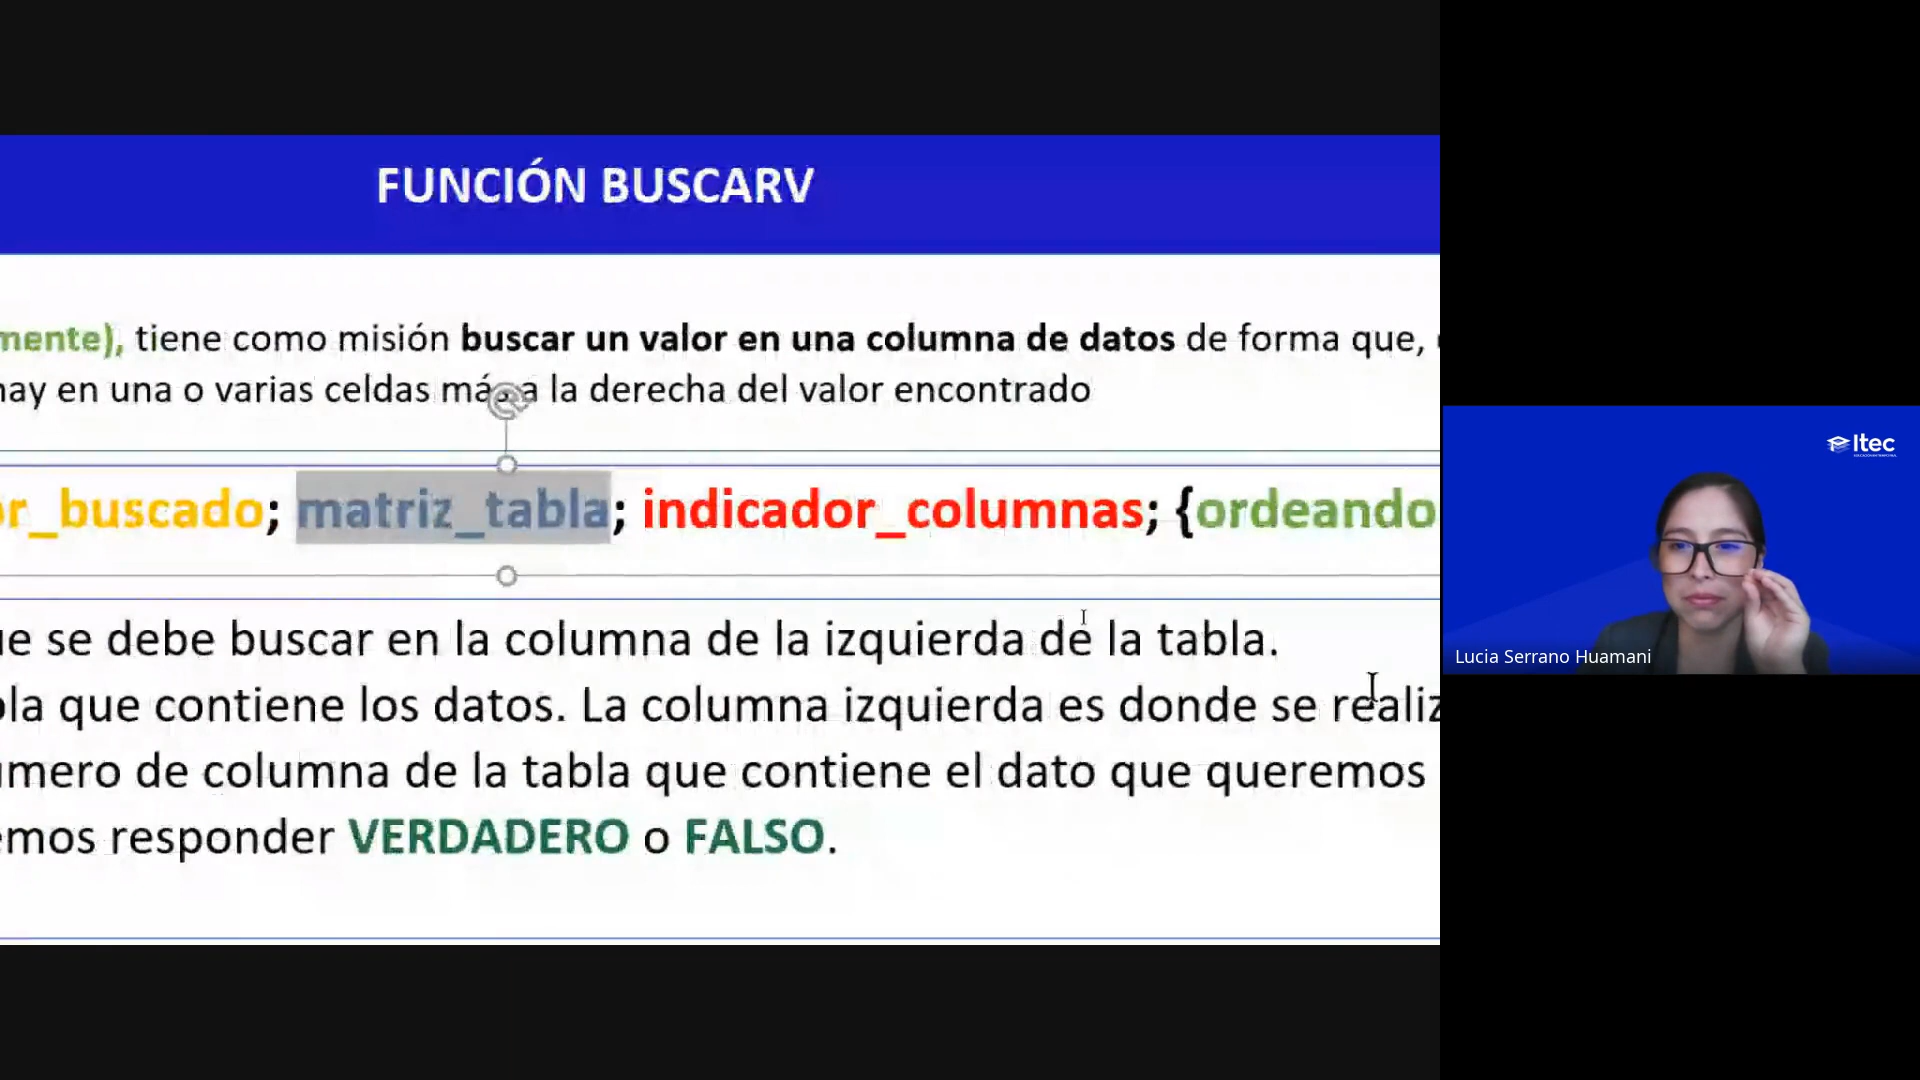 FUNCIÓN BUSCARV
mente), tiene como misión buscar un valor en una columna de datos de forma que,
hay en una o varias celdas más a la derecha del valor encontrado
or_buscado; matriz_tabla; indicador_columnas; {ordeando
ue se debe buscar en la columna de la izquierda de la tabla.
bla que contiene los datos. La columna izquierda es donde se realiz
úmero de columna de la tabla que contiene el dato que queremos
emos responder VERDADERO o FALSO.
Itec
Lucia Serrano Huamani